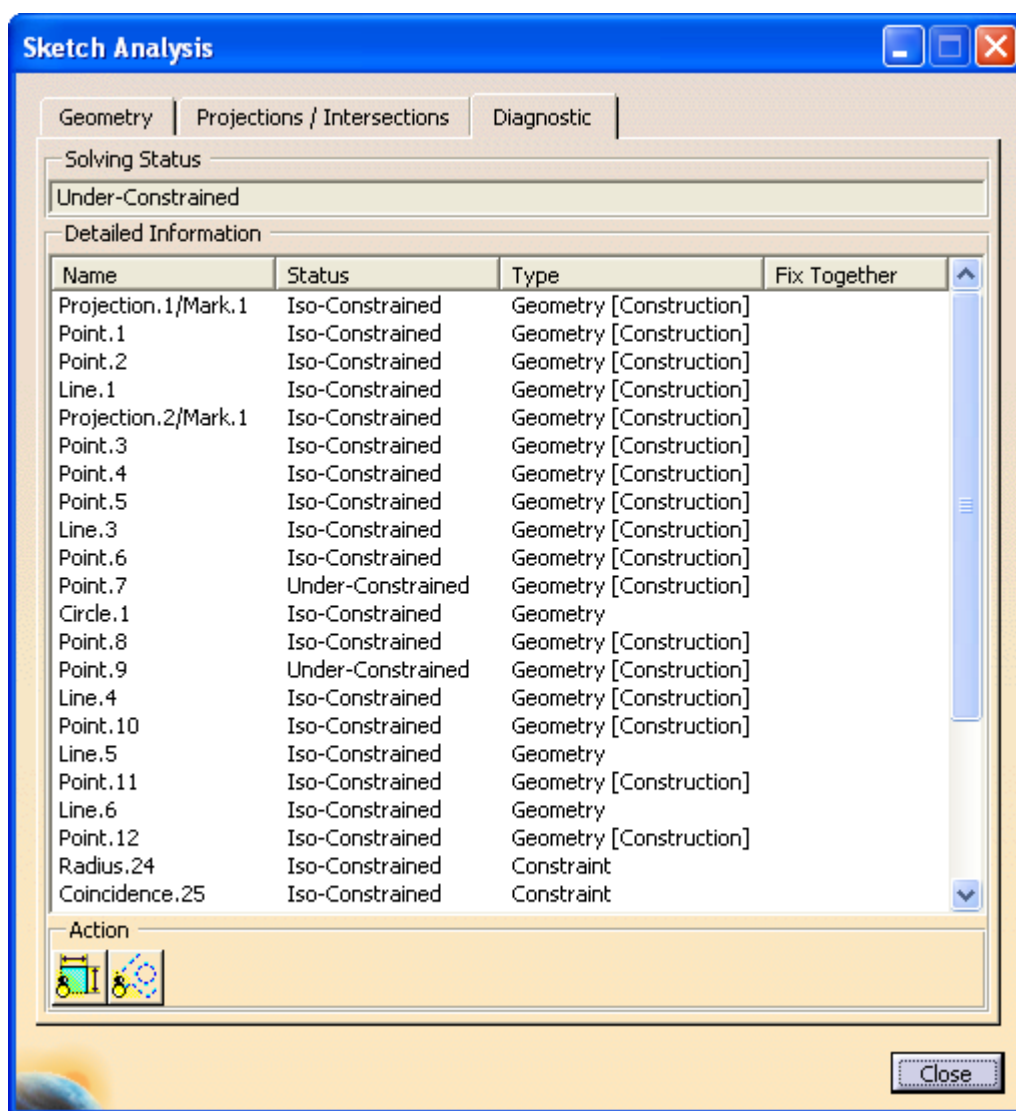 Sketch Analysis
Geometry Projections / Intersections Diagnostic
Solving Status
Under-Constrained
Detailed Information
Name Status Type Fix Together
Projection.1/Mark.1 Iso-Constrained Geometry [Construction]
Point.1 Iso-Constrained Geometry [Construction]
Point.2 Iso-Constrained Geometry [Construction]
Line.1 Iso-Constrained Geometry [Construction]
Projection.2/Mark.1 Iso-Constrained Geometry [Construction]
Point.3 Iso-Constrained Geometry [Construction]
Point.4 Iso-Constrained Geometry [Construction]
Point.5 Iso-Constrained Geometry [Construction]
Line.3 Iso-Constrained Geometry [Construction]
Point.6 Iso-Constrained Geometry [Construction]
Point.7 Under-Constrained Geometry [Construction]
Circle.1 Iso-Constrained Geometry
Point.8 Iso-Constrained Geometry [Construction]
Point.9 Under-Constrained Geometry [Construction]
Line.4 Iso-Constrained Geometry [Construction]
Point.10 Iso-Constrained Geometry [Construction]
Line.5 Iso-Constrained Geometry
Point.11 Iso-Constrained Geometry [Construction]
Line.6 Iso-Constrained Geometry
Point.12 Iso-Constrained Geometry [Construction]
Radius.24 Iso-Constrained Constraint
Coincidence.25 Iso-Constrained Constraint
Action
Close